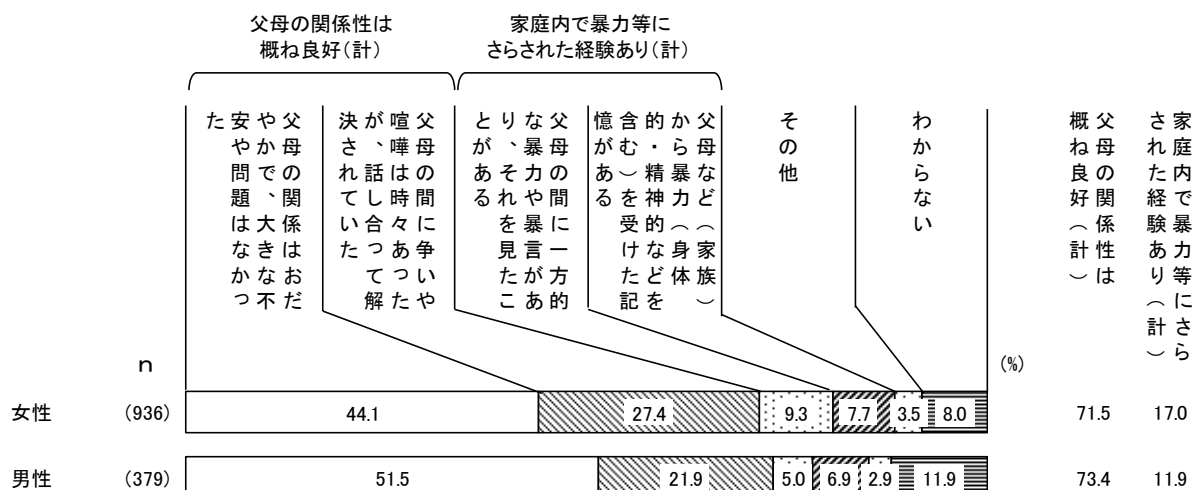 父母の関係性は
概ね良好(計)
家庭内で暴力等に
さらされた経験あり(計)
父母の関係はおだ
やかで、大きな不
安や問題はなかっ
た
父母の間に争いや
喧嘩は時々あった
が、話し合って解
決されていた
父母の間に一方的
な暴力や暴言があ
り、それを見たこ
とがある
父母など（家族）
から暴力（身体
的・精神的などを
含む）を受けた記
憶がある
その他
わからない
父母の関係性は
概ね良好（計）
家庭内で暴力等にさら
された経験あり（計）
n
(%)
女性 (936) 44.1 27.4 9.3 7.7 3.5 8.0 71.5 17.0
男性 (379) 51.5 21.9 5.0 6.9 2.9 11.9 73.4 11.9